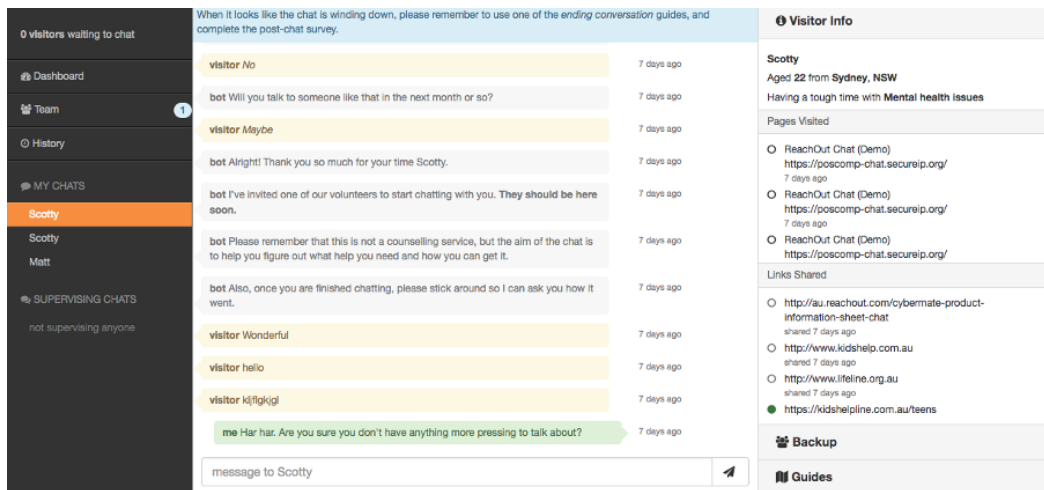 0 visitors waiting to chat
Dashboard
Team
1
History
MY CHATS
Scotty
Scotty
Matt
SUPERVISING CHATS
not supervising anyone
When it looks like the chat is winding down, please remember to use one of the ending conversation guides, and
complete the post-chat survey.
visitor No 7 days ago
bot Will you talk to someone like that in the next month or so? 7 days ago
visitor Maybe 7 days ago
bot Alright! Thank you so much for your time Scotty. 7 days ago
bot I've invited one of our volunteers to start chatting with you. They should be here 7 days ago
soon.
bot Please remember that this is not a counselling service, but the aim of the chat is 7 days ago
to help you figure out what help you need and how you can get it.
bot Also, once you are finished chatting, please stick around so I can ask you how it 7 days ago
went.
visitor Wonderful 7 days ago
visitor hello 7 days ago
visitor kljflgkjgl 7 days ago
me Har har. Are you sure you don't have anything more pressing to talk about? 7 days ago
message to Scotty
Visitor Info
Scotty
Aged 22 from Sydney, NSW
Having a tough time with Mental health issues
Pages Visited
ReachOut Chat (Demo)
https://poscomp-chat.secureip.org/
7 days ago
ReachOut Chat (Demo)
https://poscomp-chat.secureip.org/
7 days ago
ReachOut Chat (Demo)
https://poscomp-chat.secureip.org/
Links Shared
http://au.reachout.com/cybermate-product-
information-sheet-chat
shared 7 days ago
http://www.kidshelp.com.au
shared 7 days ago
http://www.lifeline.org.au
shared 7 days ago
https://kidshelpline.com.au/teens
Backup
Guides